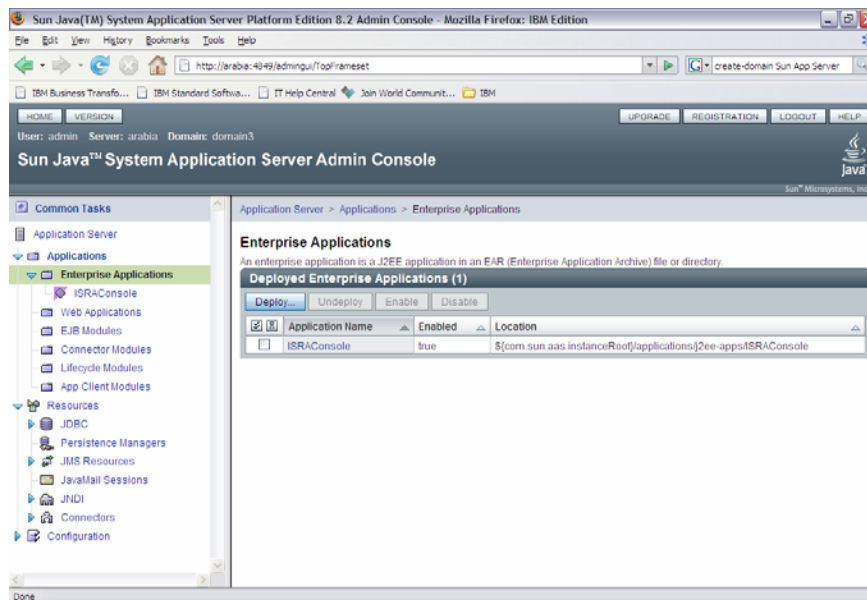 Sun Java(TM) System Application Server Platform Edition 8.2 Admin Console - Mozilla Firefox: IBM Edition
File Edit View History Bookmarks Tools Help
http://arabia:4849/admingui/TopFrameset
G create-domain Sun App Server
IBM Business Transfo... IBM Standard Softwa... IT Help Central Join World Communit... IBM
HOME VERSION UPGRADE REGISTRATION LOGOUT HELP
User: admin Server: arabia Domain: domain3
Sun Java™ System Application Server Admin Console
Java
Sun™ Microsystems, Inc
Common Tasks
Application Server
Applications
Enterprise Applications
ISRAConsole
Web Applications
EJB Modules
Connector Modules
Lifecycle Modules
App Client Modules
Resources
JDBC
Persistence Managers
JMS Resources
JavaMail Sessions
JNDI
Connectors
Configuration
Application Server > Applications > Enterprise Applications
Enterprise Applications
An enterprise application is a J2EE application in an EAR (Enterprise Application Archive) file or directory.
Deployed Enterprise Applications (1)
Deploy... Undeploy Enable Disable
Application Name Enabled Location
ISRAConsole true ${com.sun.aas.instanceRoot}/applications/j2ee-apps/ISRAConsole
Done